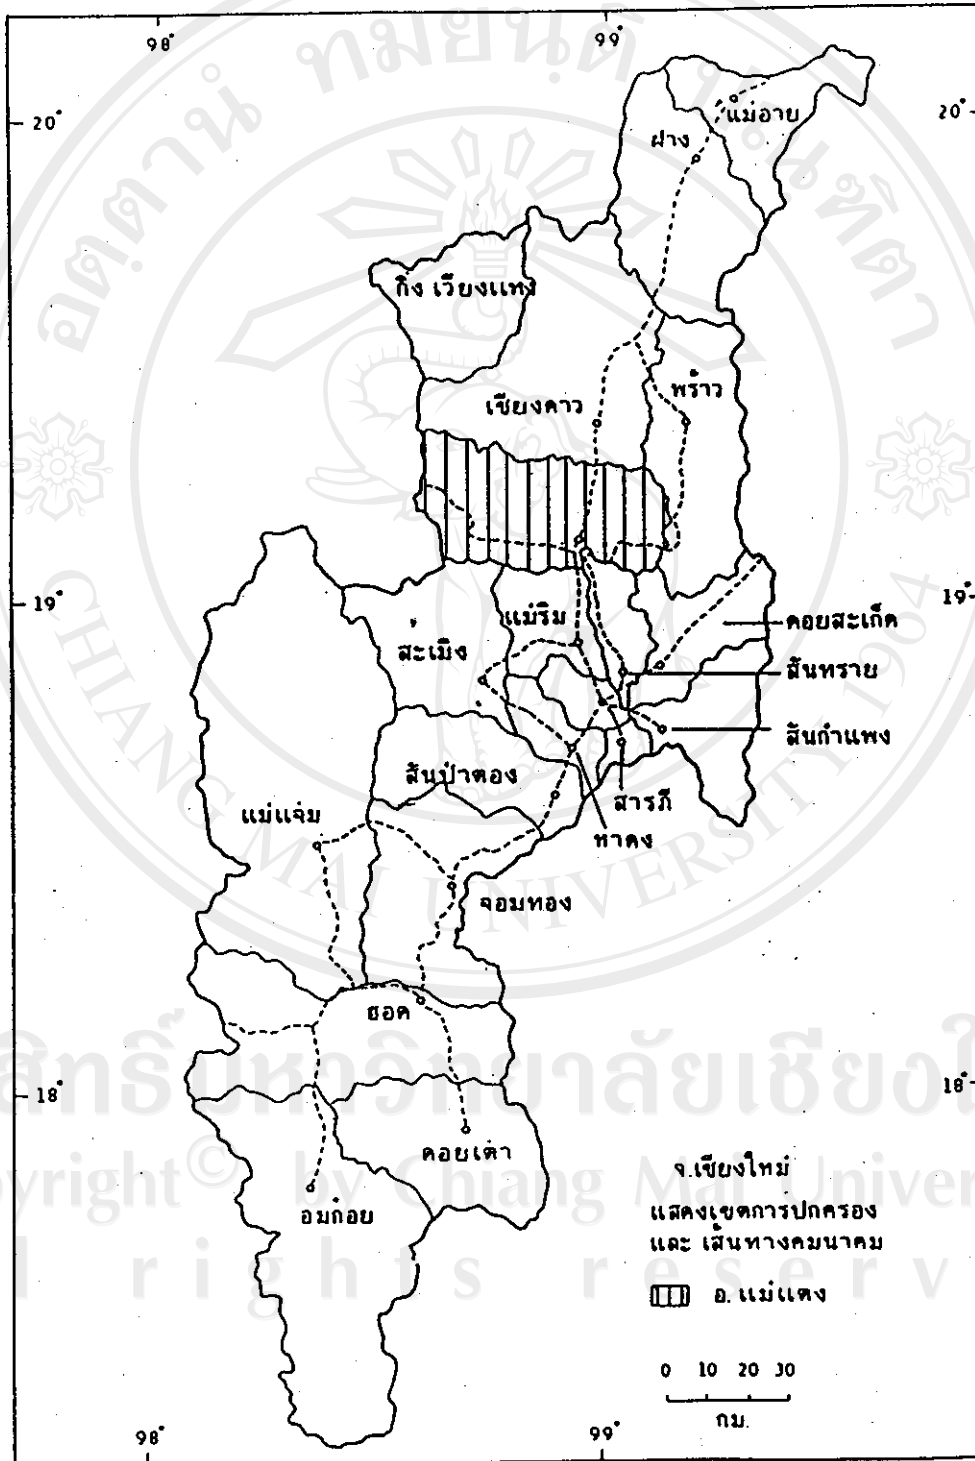 98°
99°
20°
20°
แม่อาย
ฝาง
กิ่ง เวียงแหง
พร้าว
เชียงดาว
19°
19°
แม่ริม
ดอยสะเก็ด
สะเมิง
สันทราย
สันกำแพง
สันป่าตอง
สารภี
แม่แจ่ม
หางดง
จอมทอง
ฮอด
18°
18°
ดอยเต่า
อมก๋อย
จ.เชียงใหม่
แสดงเขตการปกครอง
และ เส้นทางคมนาคม
อ. แม่แตง
0 10 20 30
กม.
98°
99°
CHIANG MAI UNIVERSITY 1964
สิทธิ์มหาวิทยาลัยเชียงใ
pyright© by Chiang Mai Univer
l rights reserv